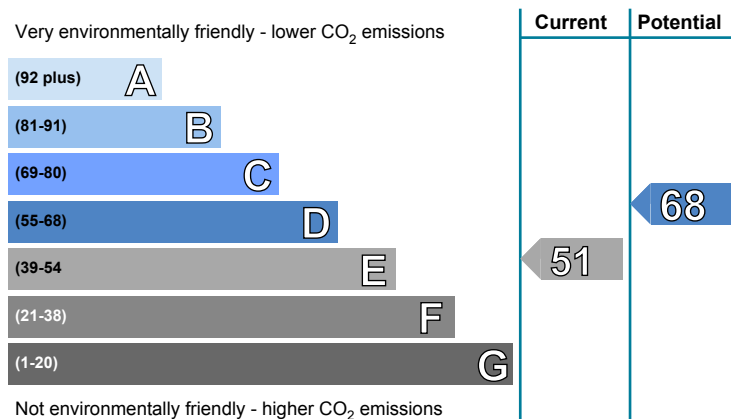 Current Potential
Very environmentally friendly - lower CO₂ emissions
(92 plus) A
(81-91) B
(69-80) C
(55-68) D
68
(39-54 E
51
(21-38) F
(1-20) G
Not environmentally friendly - higher CO₂ emissions